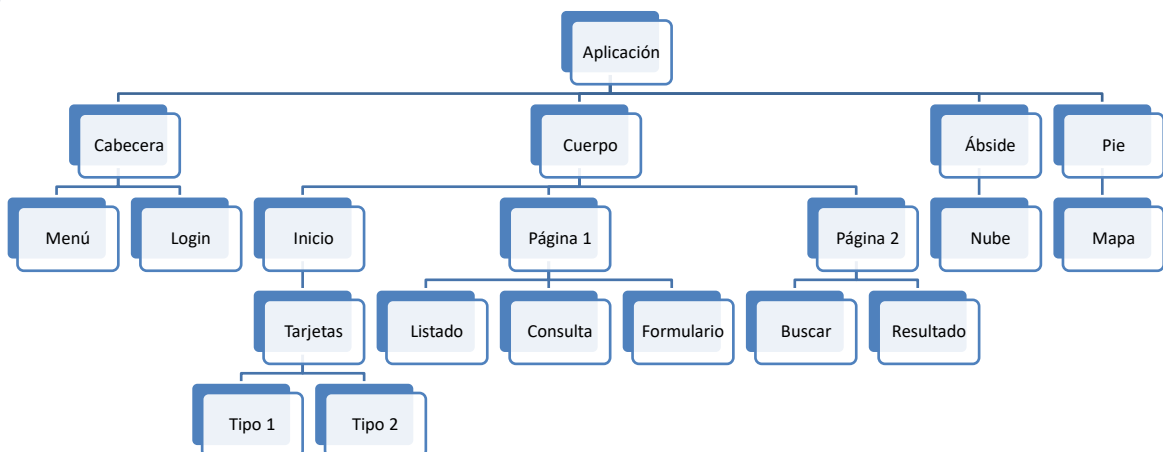 Aplicación
Cabecera
Cuerpo
Ábside
Pie
Menú
Login
Inicio
Página 1
Página 2
Nube
Mapa
Tarjetas
Listado
Consulta
Formulario
Buscar
Resultado
Tipo 1
Tipo 2